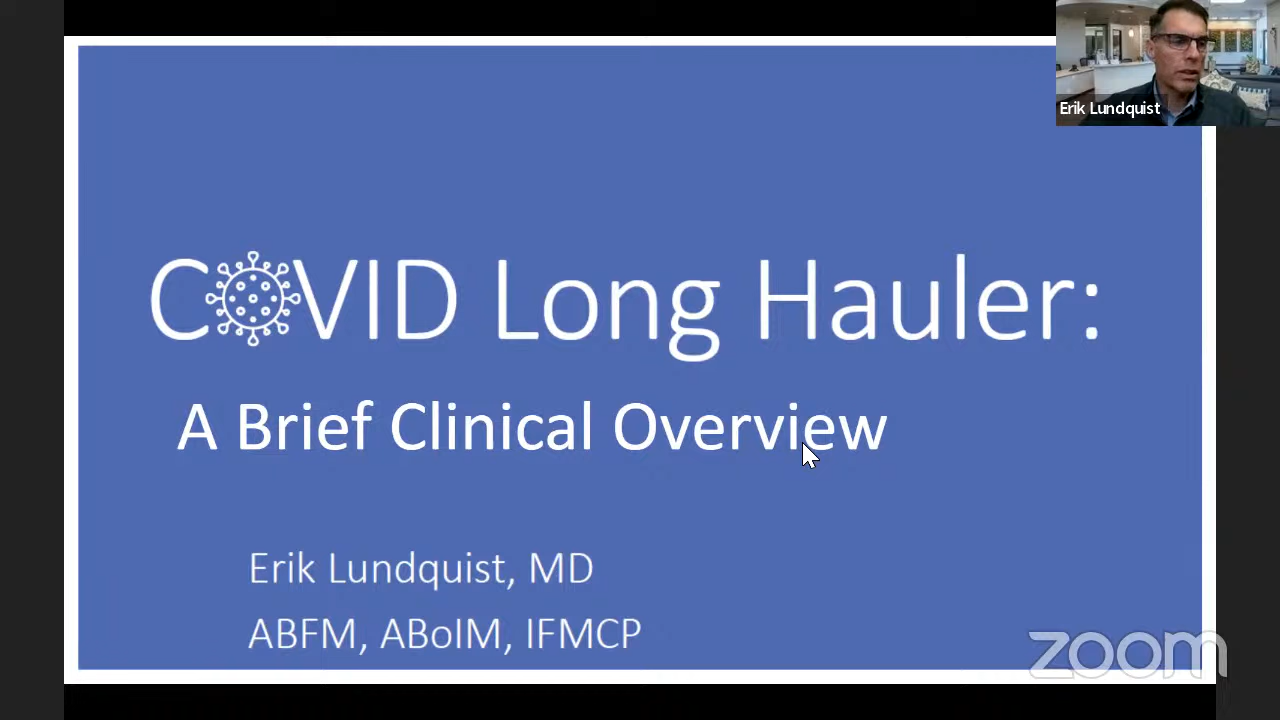 Erik Lundquist
COVID Long Hauler:
A Brief Clinical Overview
Erik Lundquist, MD
ABFM, ABoIM, IFMCP
zoom